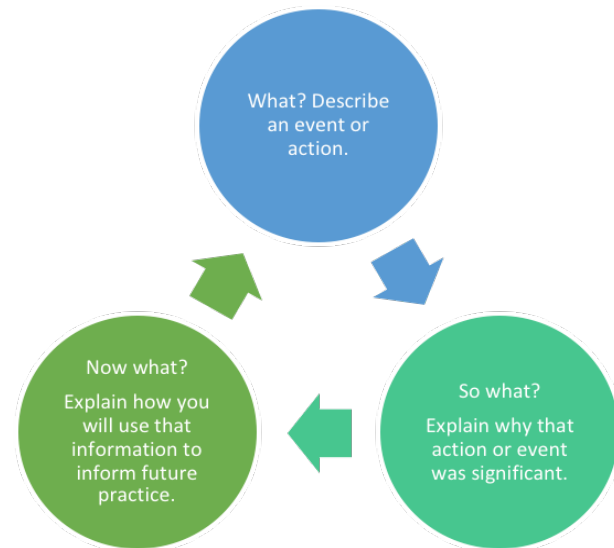 What? Describe
an event or
action.
So what?
Explain why that
action or event
was significant.
Now what?
Explain how you
will use that
information to
inform future
practice.